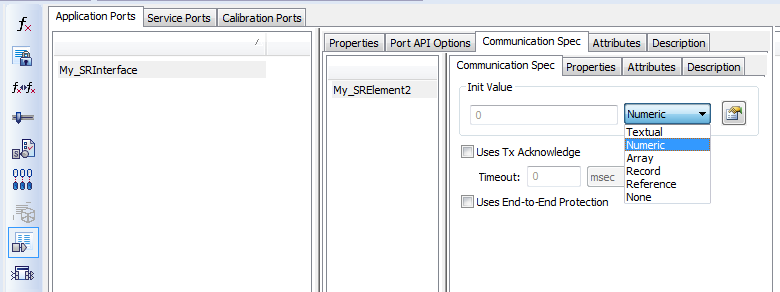 Application Ports Service Ports Calibration Ports
Properties Port API Options Communication Spec Attributes Description
My_SRInterface
My_SRElement2
Communication Spec Properties Attributes Description
Init Value
0 Numeric
Textual
Numeric
Array
Record
Reference
None
Uses Tx Acknowledge
Timeout: 0 msec
Uses End-to-End Protection